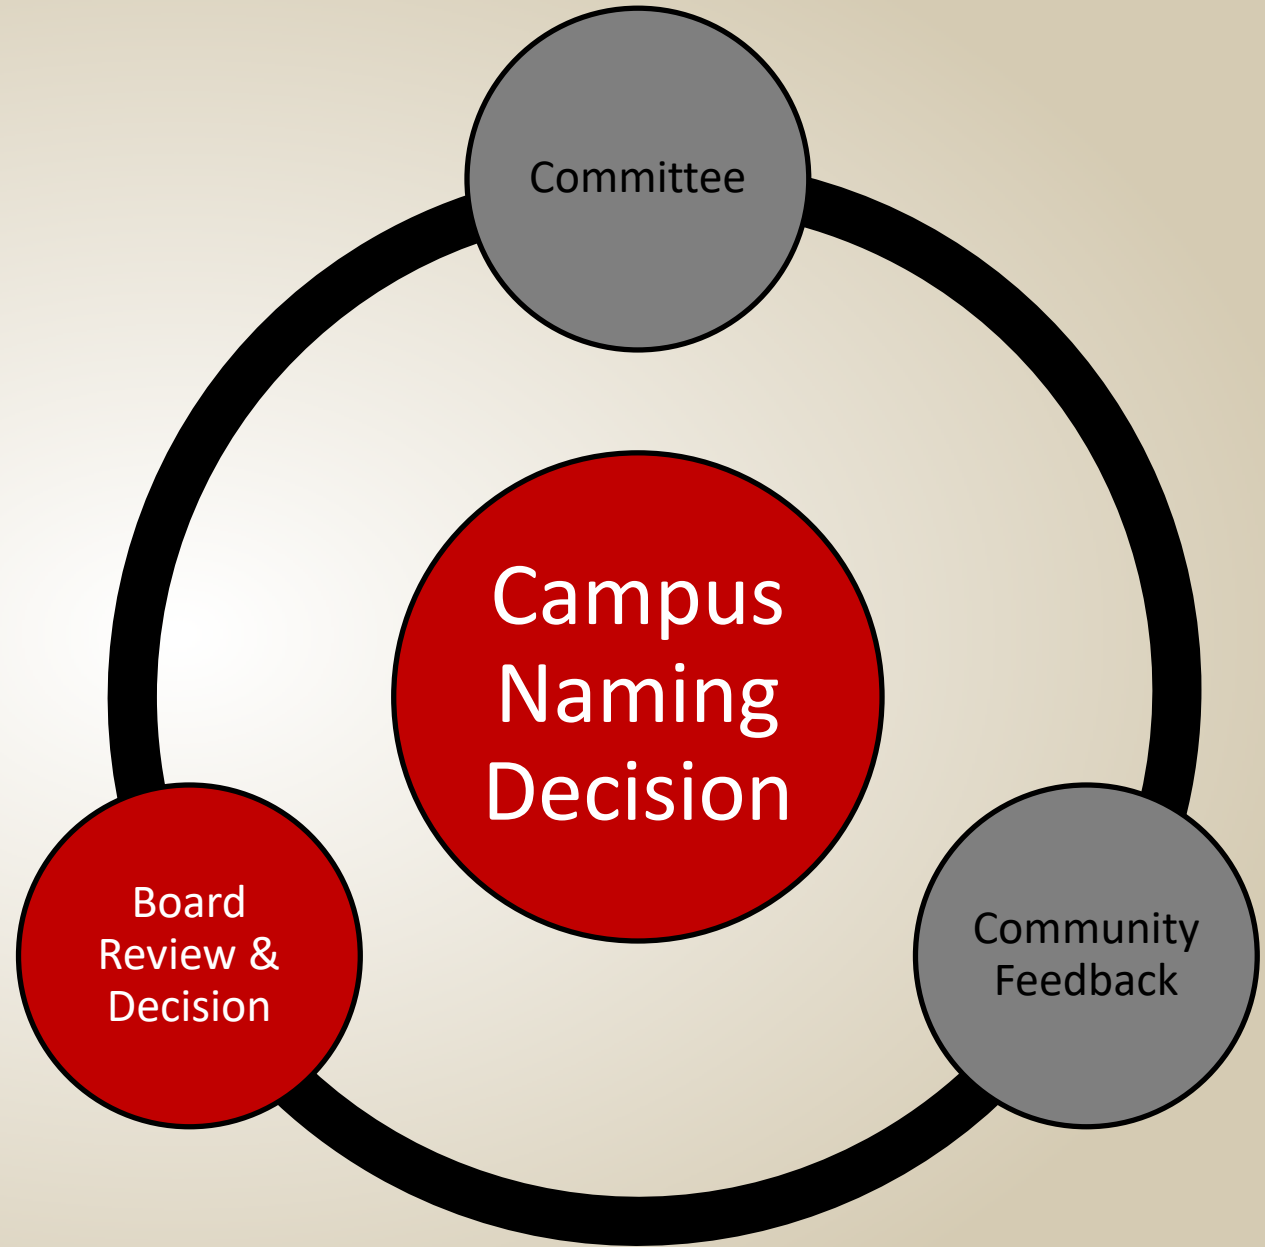 Committee
Campus
Naming
Decision
Board
Review &
Decision
Community
Feedback